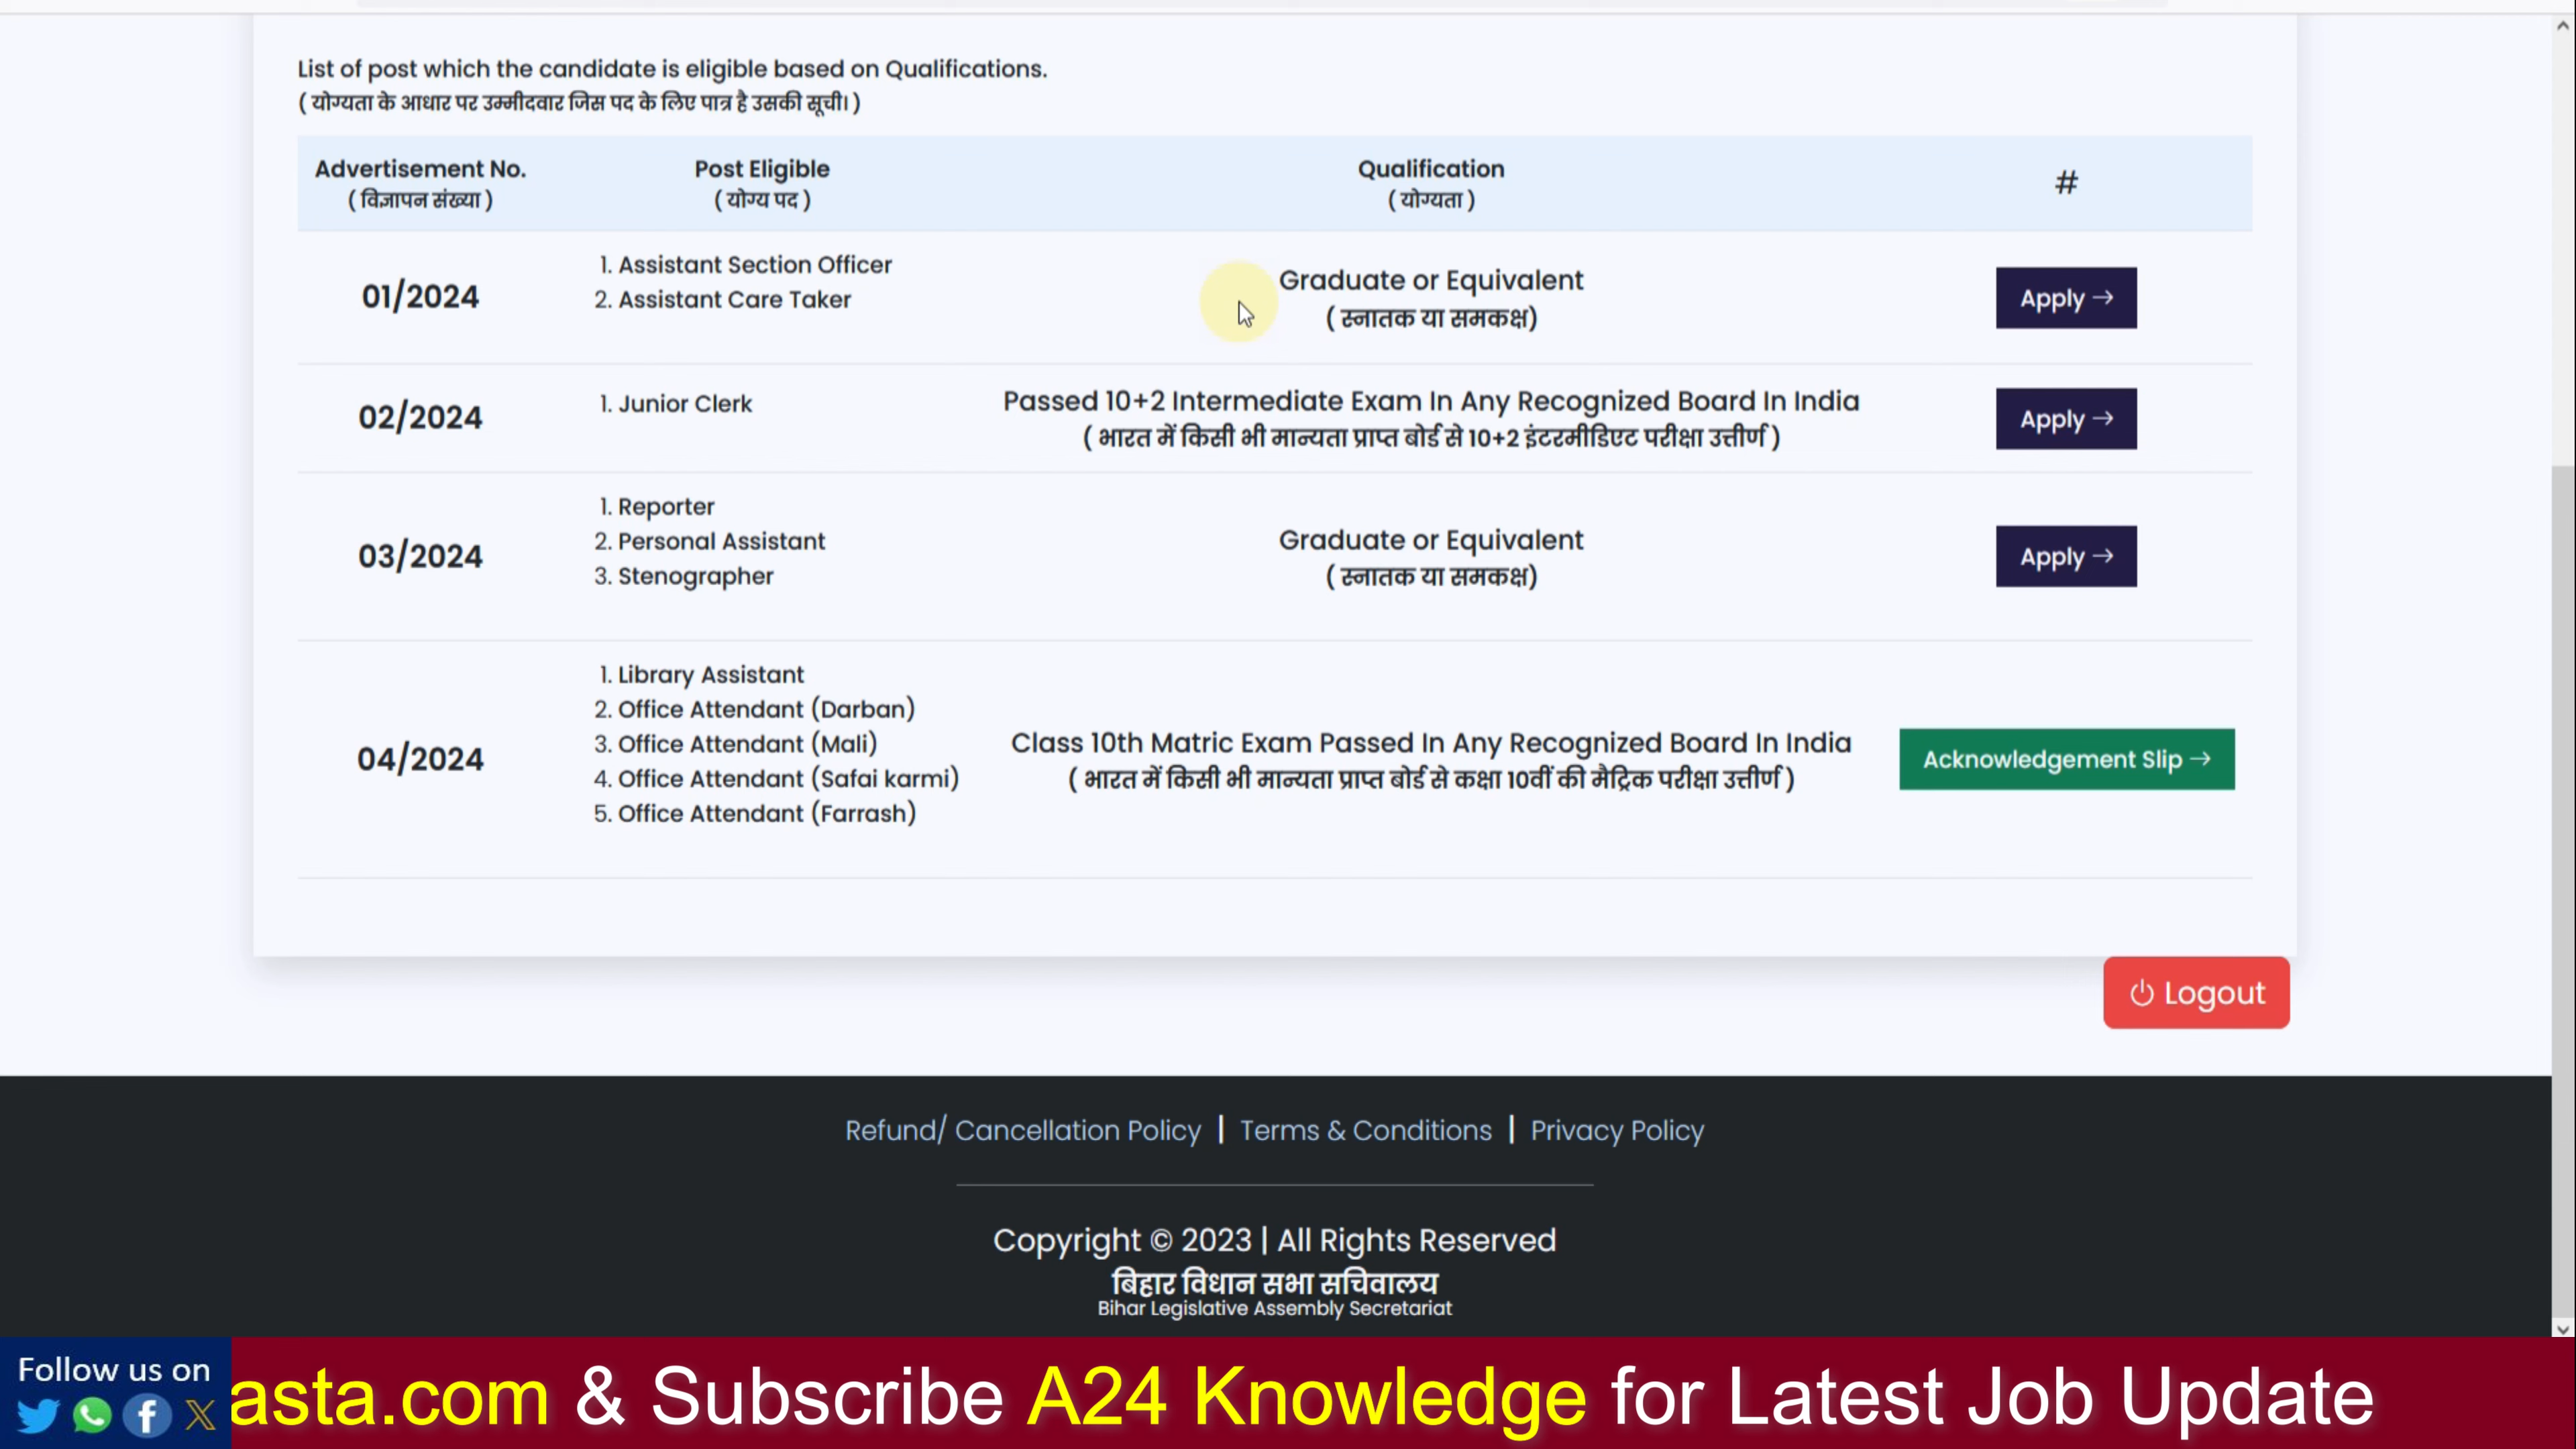 List of post which the candidate is eligible based on Qualifications.
( योग्यता के आधार पर उम्मीदवार जिस पद के लिए पात्र है उसकी सूची। )
Advertisement No. Post Eligible Qualification #
( विज्ञापन संख्या ) ( योग्य पद ) ( योग्यता )
01/2024
1. Assistant Section Officer
2. Assistant Care Taker
Graduate or Equivalent
( स्नातक या समकक्ष)
Apply →
02/2024
1. Junior Clerk
Passed 10+2 Intermediate Exam In Any Recognized Board In India
( भारत में किसी भी मान्यता प्राप्त बोर्ड से 10+2 इंटरमीडिएट परीक्षा उत्तीर्ण )
Apply →
03/2024
1. Reporter
2. Personal Assistant
3. Stenographer
Graduate or Equivalent
( स्नातक या समकक्ष)
Apply →
04/2024
1. Library Assistant
2. Office Attendant (Darban)
3. Office Attendant (Mali)
4. Office Attendant (Safai karmi)
5. Office Attendant (Farrash)
Class 10th Matric Exam Passed In Any Recognized Board In India
( भारत में किसी भी मान्यता प्राप्त बोर्ड से कक्षा 10वीं की मैट्रिक परीक्षा उत्तीर्ण )
Acknowledgement Slip →
Logout
Refund/ Cancellation Policy | Terms & Conditions | Privacy Policy
Copyright © 2023 | All Rights Reserved
बिहार विधान सभा सचिवालय
Bihar Legislative Assembly Secretariat
Follow us on
asta.com & Subscribe A24 Knowledge for Latest Job Update